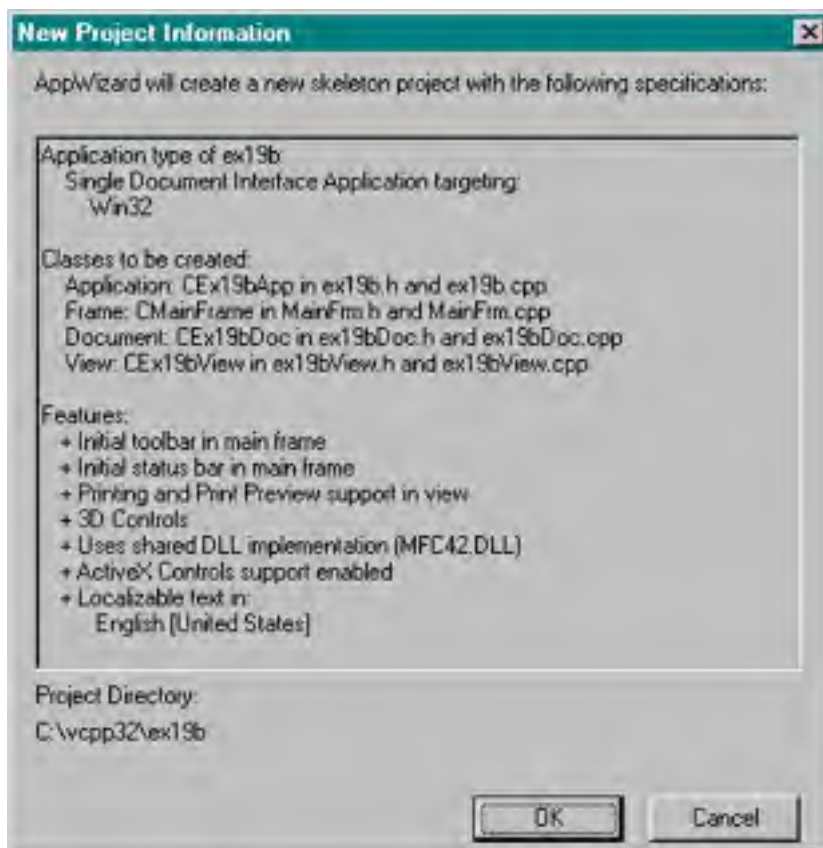 New Project Information
AppWizard will create a new skeleton project with the following specifications:
Application type of ex19b:
Single Document Interface Application targeting:
Win32
Classes to be created:
Application: CEx19bApp in ex19b.h and ex19b.cpp
Frame: CMainFrame in MainFrm.h and MainFrm.cpp
Document: CEx19bDoc in ex19bDoc.h and ex19bDoc.cpp
View: CEx19bView in ex19bView.h and ex19bView.cpp
Features:
+ Initial toolbar in main frame
+ Initial status bar in main frame
+ Printing and Print Preview support in view
+ 3D Controls
+ Uses shared DLL implementation (MFC42.DLL)
+ ActiveX Controls support enabled
+ Localizable text in:
English [United States]
Project Directory:
C:\vcpp32\ex19b
OK
Cancel